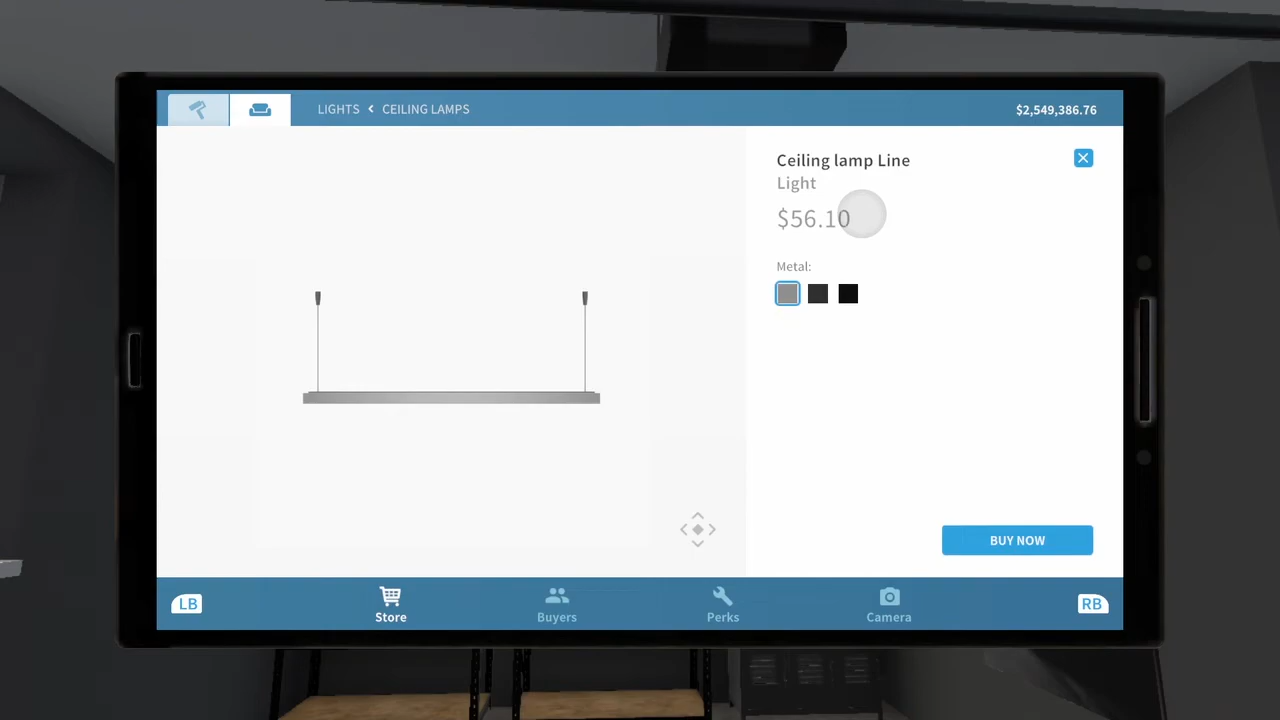 LIGHTS < CEILING LAMPS
$2,549,386.76
Ceiling lamp Line
Light
$56.10
Metal:
BUY NOW
LB
Store
Buyers
Perks
Camera
RB